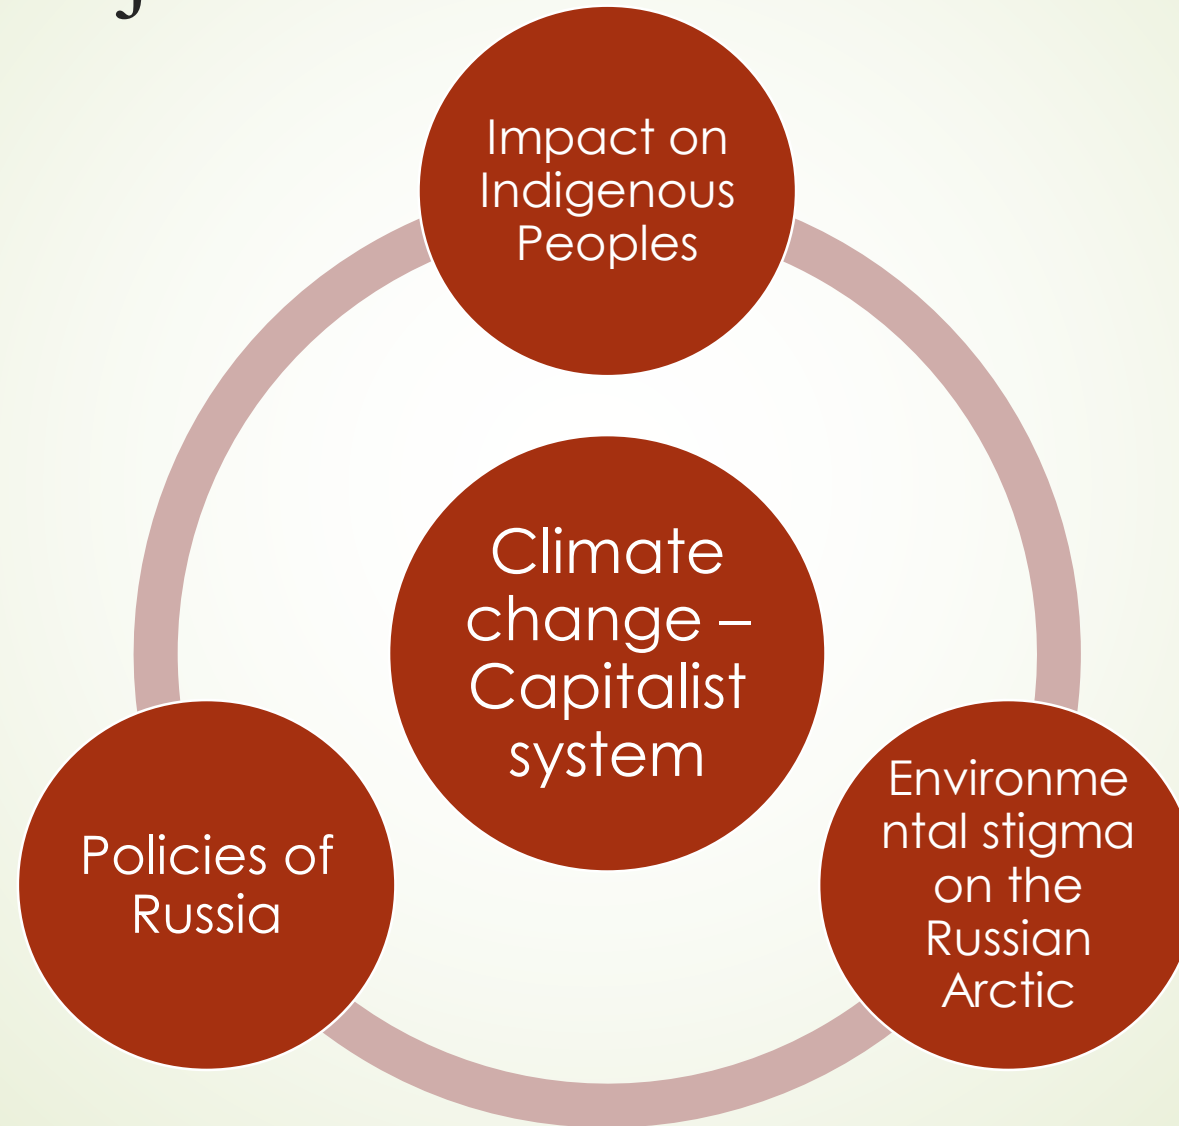 Impact on
Indigenous
Peoples
Climate
change –
Capitalist
system
Policies of
Russia
Environme
ntal stigma
on the
Russian
Arctic